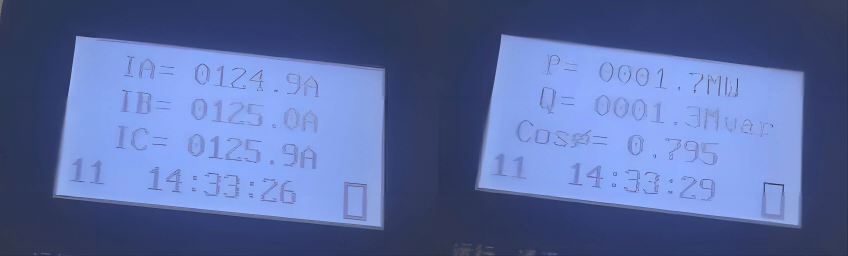 IA= 0124.9A
IB= 0125.0A
IC= 0125.9A
11 14:33:26
P= 0001.7MW
Q= 0001.3Mvar
Cosø= 0.795
11 14:33:29